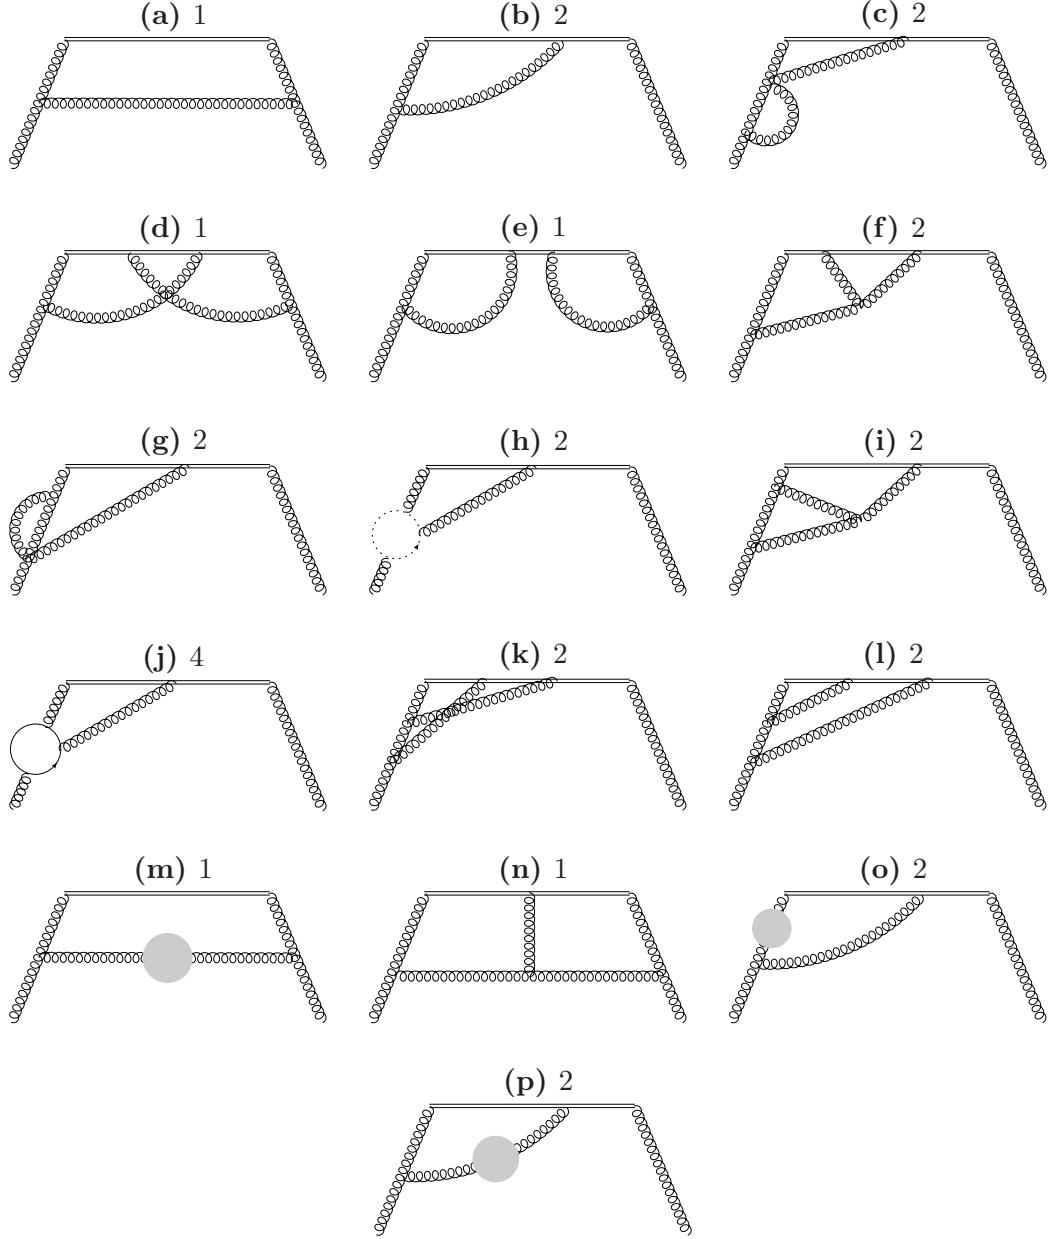 (a) 1 (b) 2 (c) 2
(d) 1 (e) 1 (f) 2
(g) 2 (h) 2 (i) 2
(j) 4 (k) 2 (l) 2
(m) 1 (n) 1 (o) 2
(p) 2